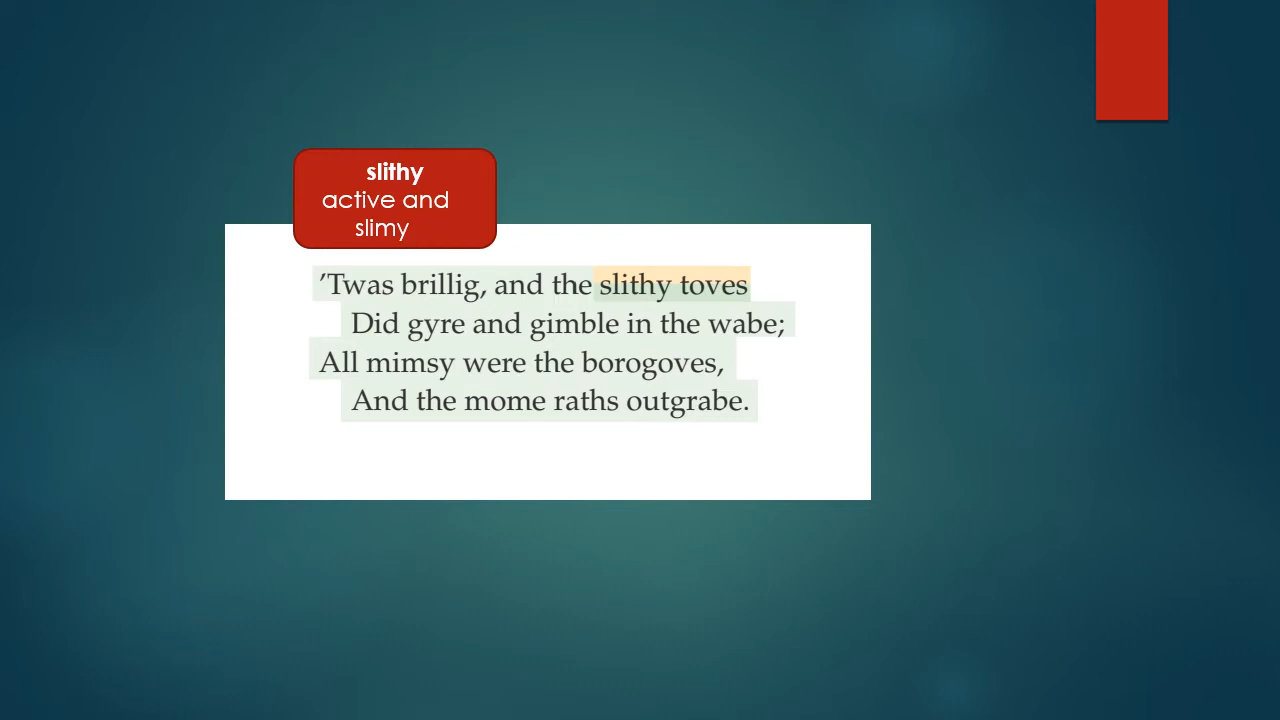 slithy
active and
slimy
’Twas brillig, and the slithy toves
Did gyre and gimble in the wabe;
All mimsy were the borogoves,
And the mome raths outgrabe.